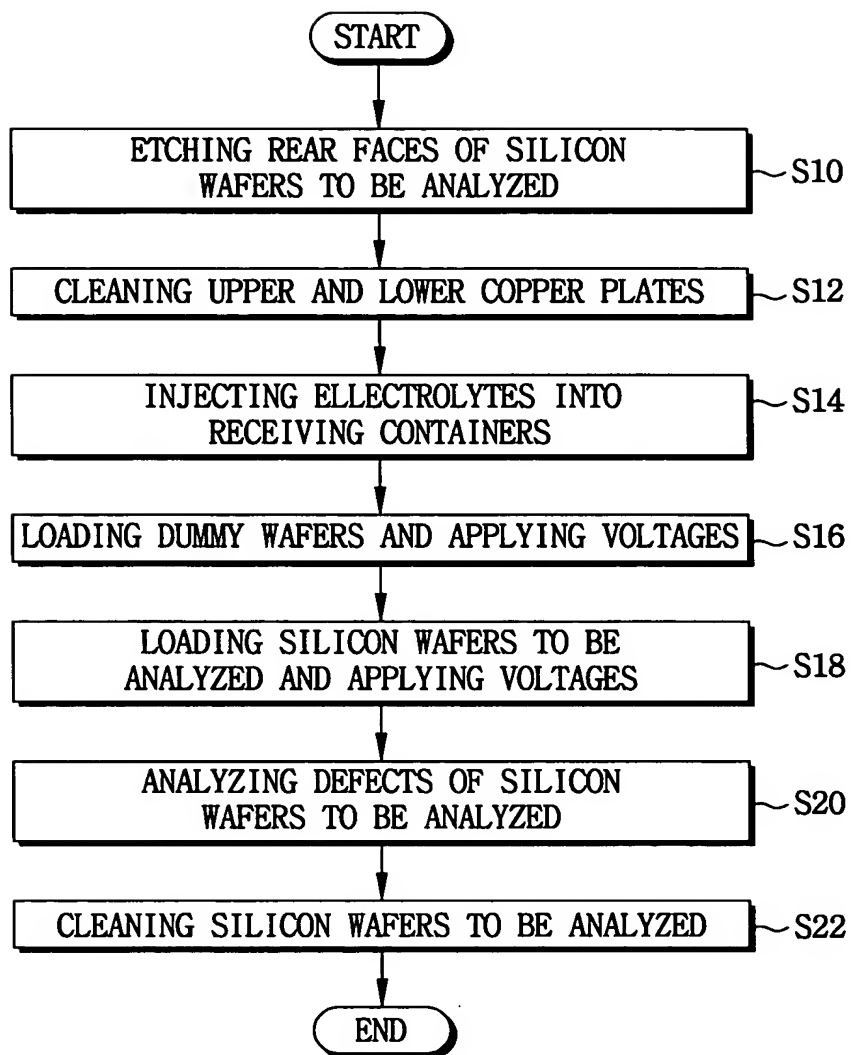 START
ETCHING REAR FACES OF SILICON
WAFERS TO BE ANALYZED
S10
CLEANING UPPER AND LOWER COPPER PLATES
S12
INJECTING ELLECTROLYTES INTO
RECEIVING CONTAINERS
S14
LOADING DUMMY WAFERS AND APPLYING VOLTAGES
S16
LOADING SILICON WAFERS TO BE
ANALYZED AND APPLYING VOLTAGES
S18
ANALYZING DEFECTS OF SILICON
WAFERS TO BE ANALYZED
S20
CLEANING SILICON WAFERS TO BE ANALYZED
S22
END